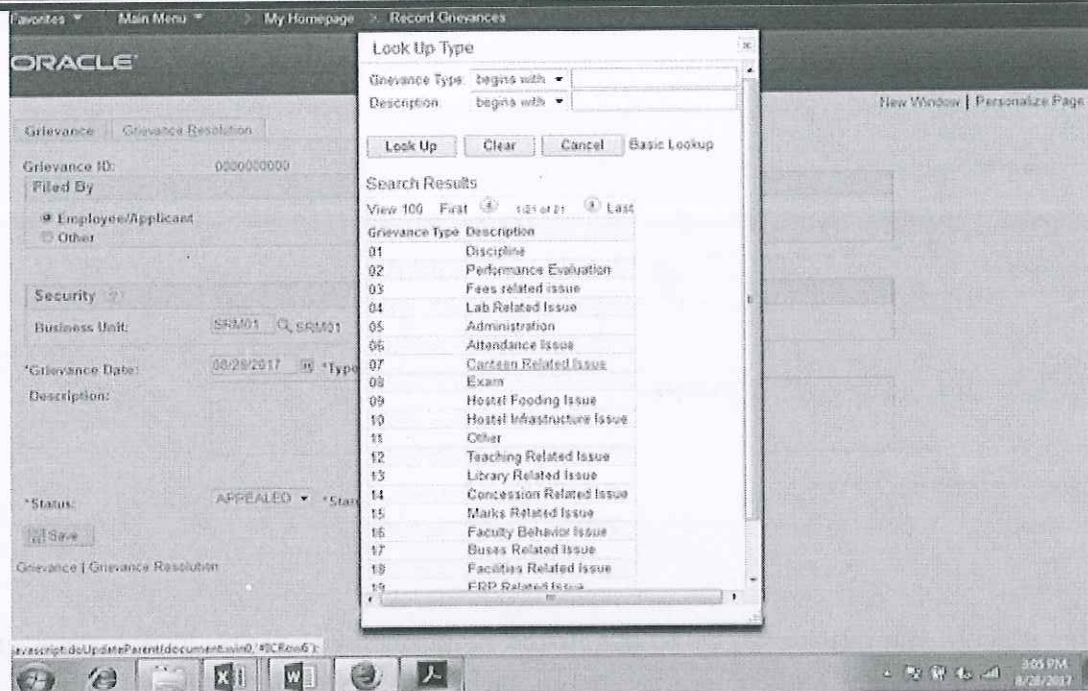 Favorites Main Menu > My Homepage > Record Grievances
ORACLE
New Window | Personalize Page
Grievance Grievance Resolution
Grievance ID: 0000000000
Filed By
Employee/Applicant
Other
Security
Business Unit: SRM01 SRM01
*Grievance Date: 08/28/2017 *Type
Description:
*Status: APPEALED *Stat
Save
Grievance | Grievance Resolution
Look Up Type
Grievance Type: begins with
Description: begins with
Look Up Clear Cancel Basic Lookup
Search Results
View 100 First 1-21 of 21 Last
Grievance Type Description
01 Discipline
02 Performance Evaluation
03 Fees related issue
04 Lab Related Issue
05 Administration
06 Attendance Issue
07 Canteen Related Issue
08 Exam
09 Hostel Fooding Issue
10 Hostel Infrastructure Issue
11 Other
12 Teaching Related Issue
13 Library Related Issue
14 Concession Related Issue
15 Marks Related Issue
16 Faculty Behavior Issue
17 Buses Related Issue
18 Facilities Related Issue
19 ERP Related Issue
javascript:doUpdateParent(document.win0,'#ICRow6');
3:05 PM
8/28/2017